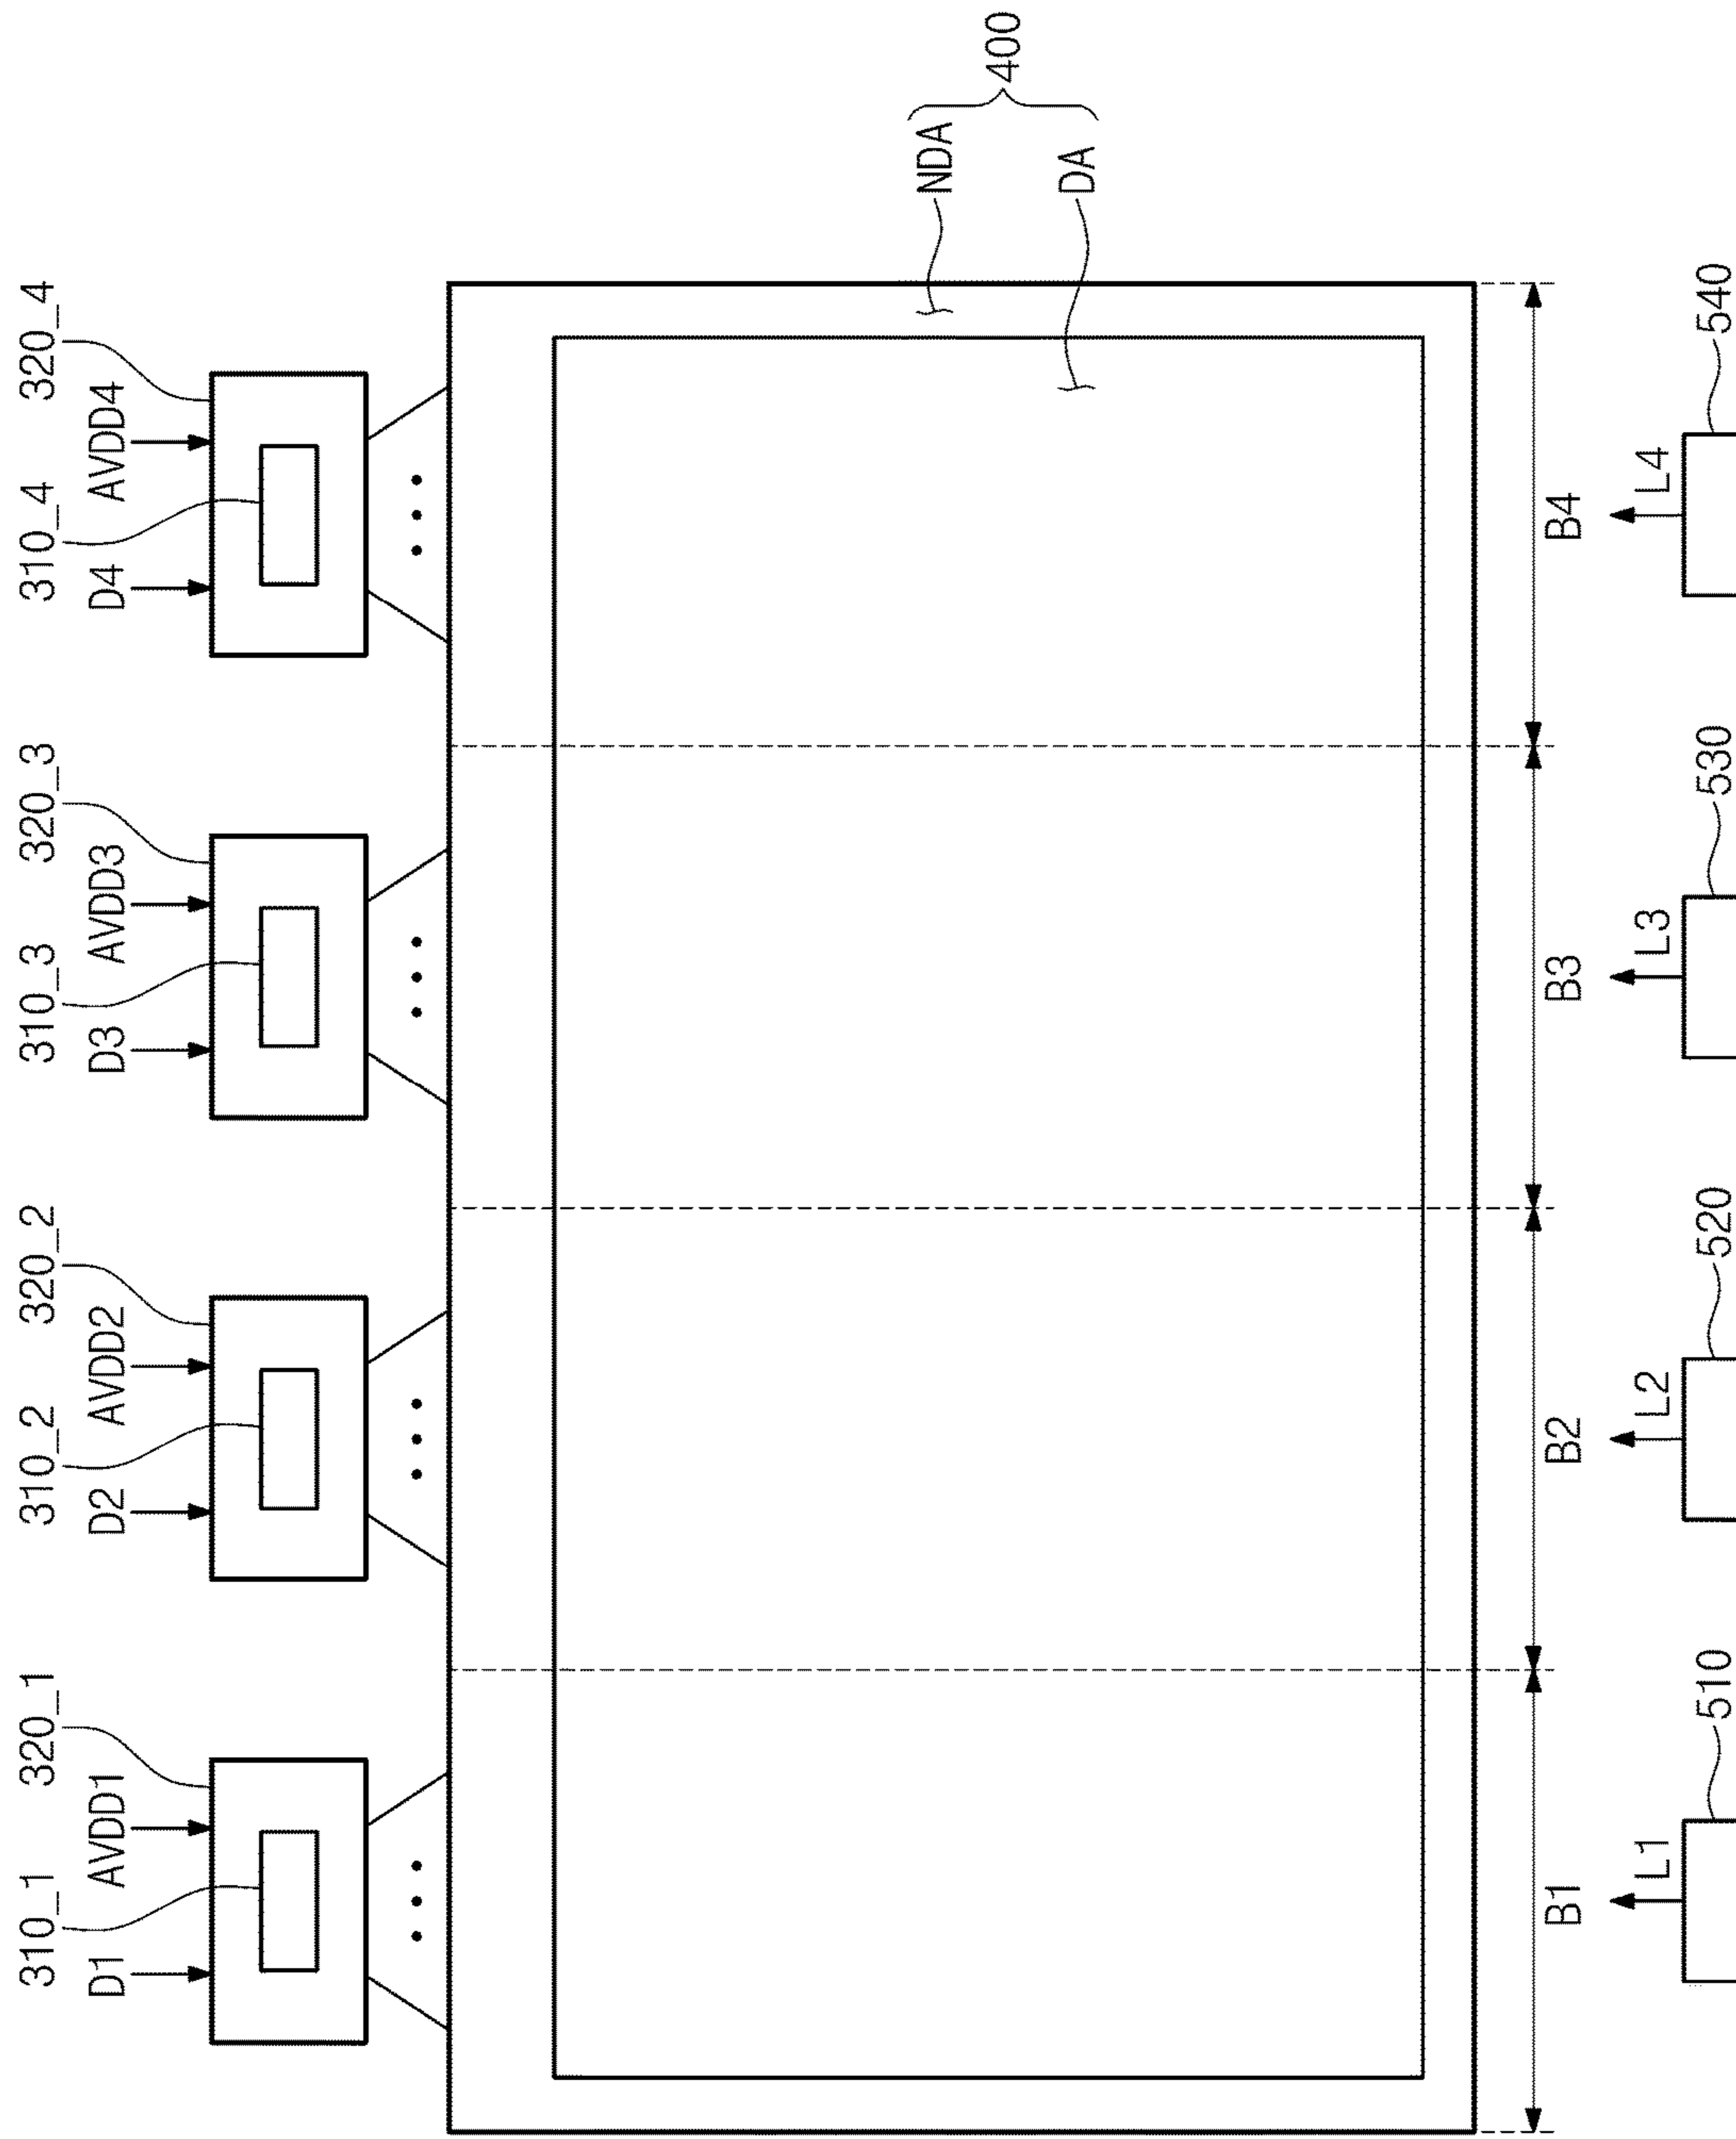 310_1 320_1 310_2 320_2 310_3 320_3 310_4 320_4
D1 AVDD1 D2 AVDD2 D3 AVDD3 D4 AVDD4
NDA
400
DA
B1 B2 B3 B4
L1 L2 L3 L4
510 520 530 540